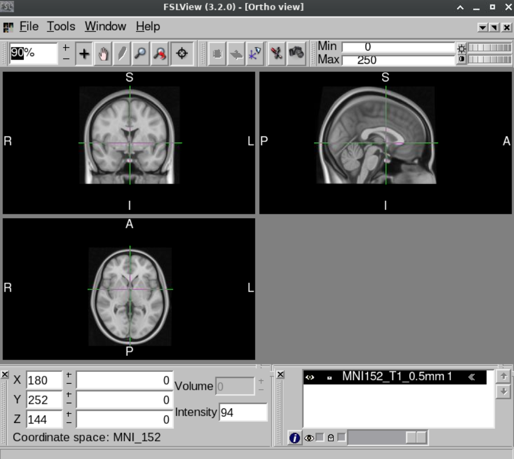 FSLView (3.2.0) - [Ortho view]
File Tools Window Help
90%
Min 0
Max 250
S
R L
I
S
P A
I
A
R L
P
X 180 0
Y 252 0
Z 144 0
Volume 0
Intensity 94
Coordinate space: MNI_152
MNI152_T1_0.5mm 1